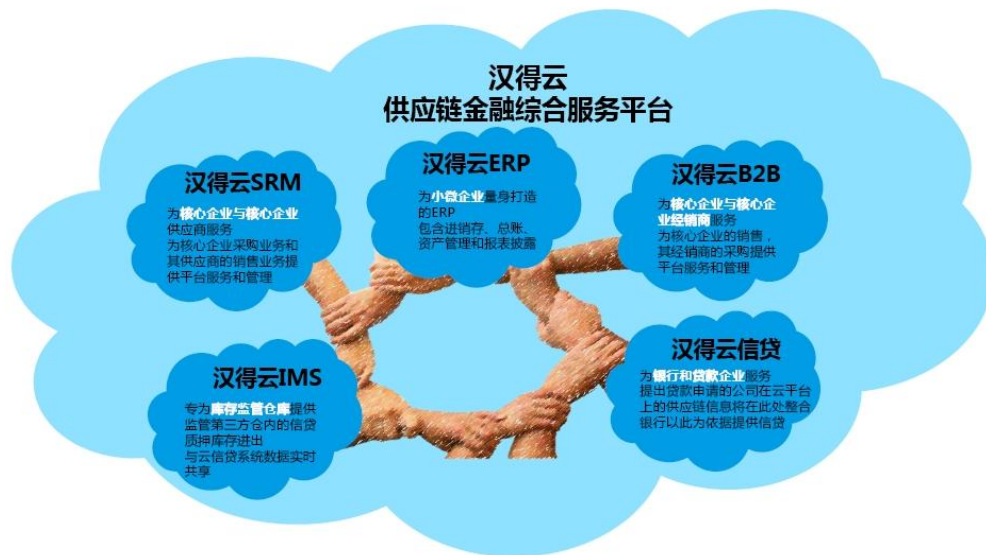 汉得云
供应链金融综合服务平台
汉得云SRM
为核心企业与核心企业
供应商服务
为核心企业采购业务和
其供应商的销售业务提
供平台服务和管理
汉得云ERP
为小微企业量身打造
的ERP
包含进销存、总账、
资产管理和报表披露
汉得云B2B
为核心企业与核心企
业经销商服务
为核心企业的销售，
其经销商的采购提供
平台服务和管理
汉得云IMS
专为库存监管仓库提供
监管第三方仓内的信贷
质押库存进出
与云信贷系统数据实时
共享
汉得云信贷
为银行和贷款企业服务
提出贷款申请的公司在云平台
上的供应链信息将在此处整合
银行以此为依据提供信贷